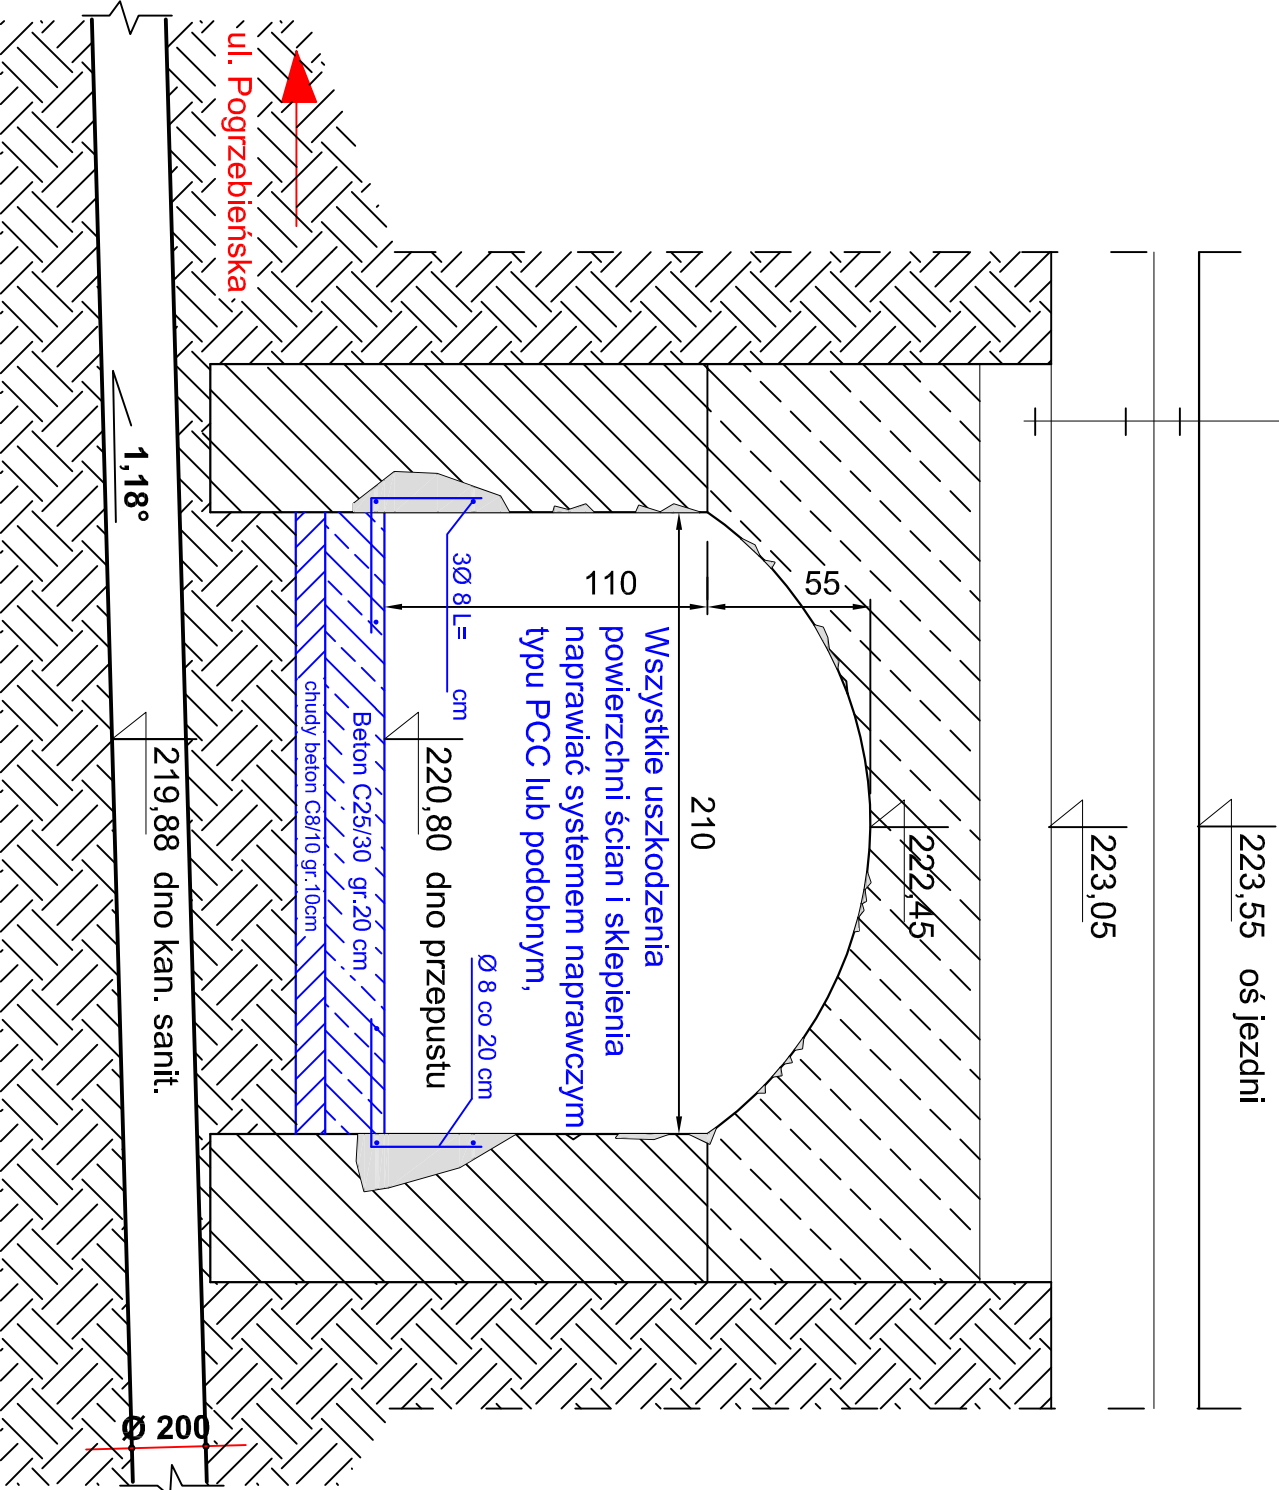 223,55 oś jezdni
223,05
222,45
55
110
210
Wszystkie uszkodzenia
powierzchni ścian i sklepienia
naprawiać systemem naprawczym
typu PCC lub podobnym,
3Ø 8 L= cm
Ø 8 co 20 cm
220,80 dno przepustu
Beton C25/30 gr.20 cm
chudy beton C8/10 gr.10cm
ul. Pogrzebieńska
219,88 dno kan. sanit.
1,18°
Ø 200